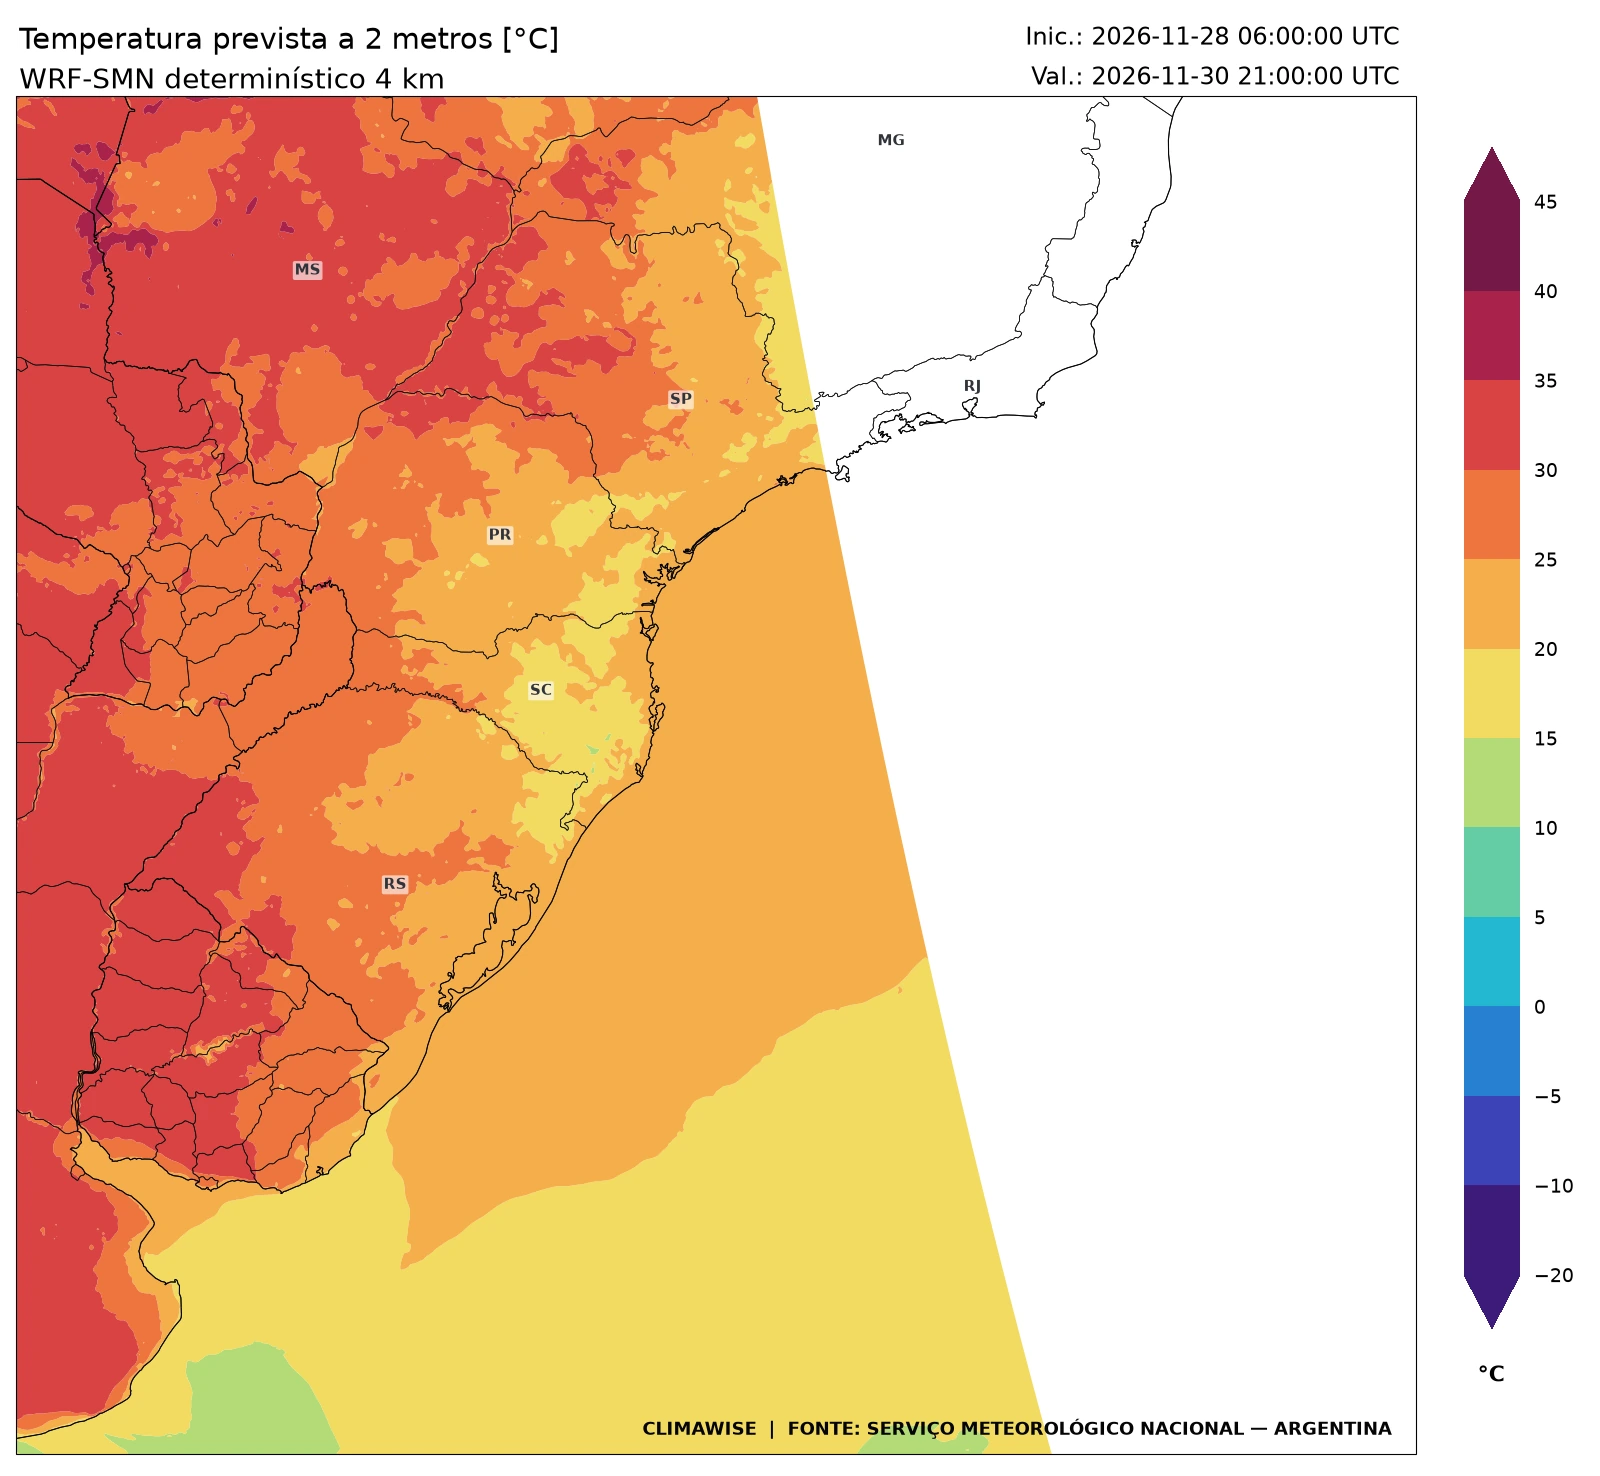 Temperatura prevista a 2 metros [°C]
WRF-SMN determinístico 4 km
Inic.: 2026-11-28 06:00:00 UTC
Val.: 2026-11-30 21:00:00 UTC
MG
MS
RJ
SP
PR
SC
RS
45
40
35
30
25
20
15
10
5
0
−5
−10
−20
°C
CLIMAWISE | FONTE: SERVIÇO METEOROLÓGICO NACIONAL — ARGENTINA